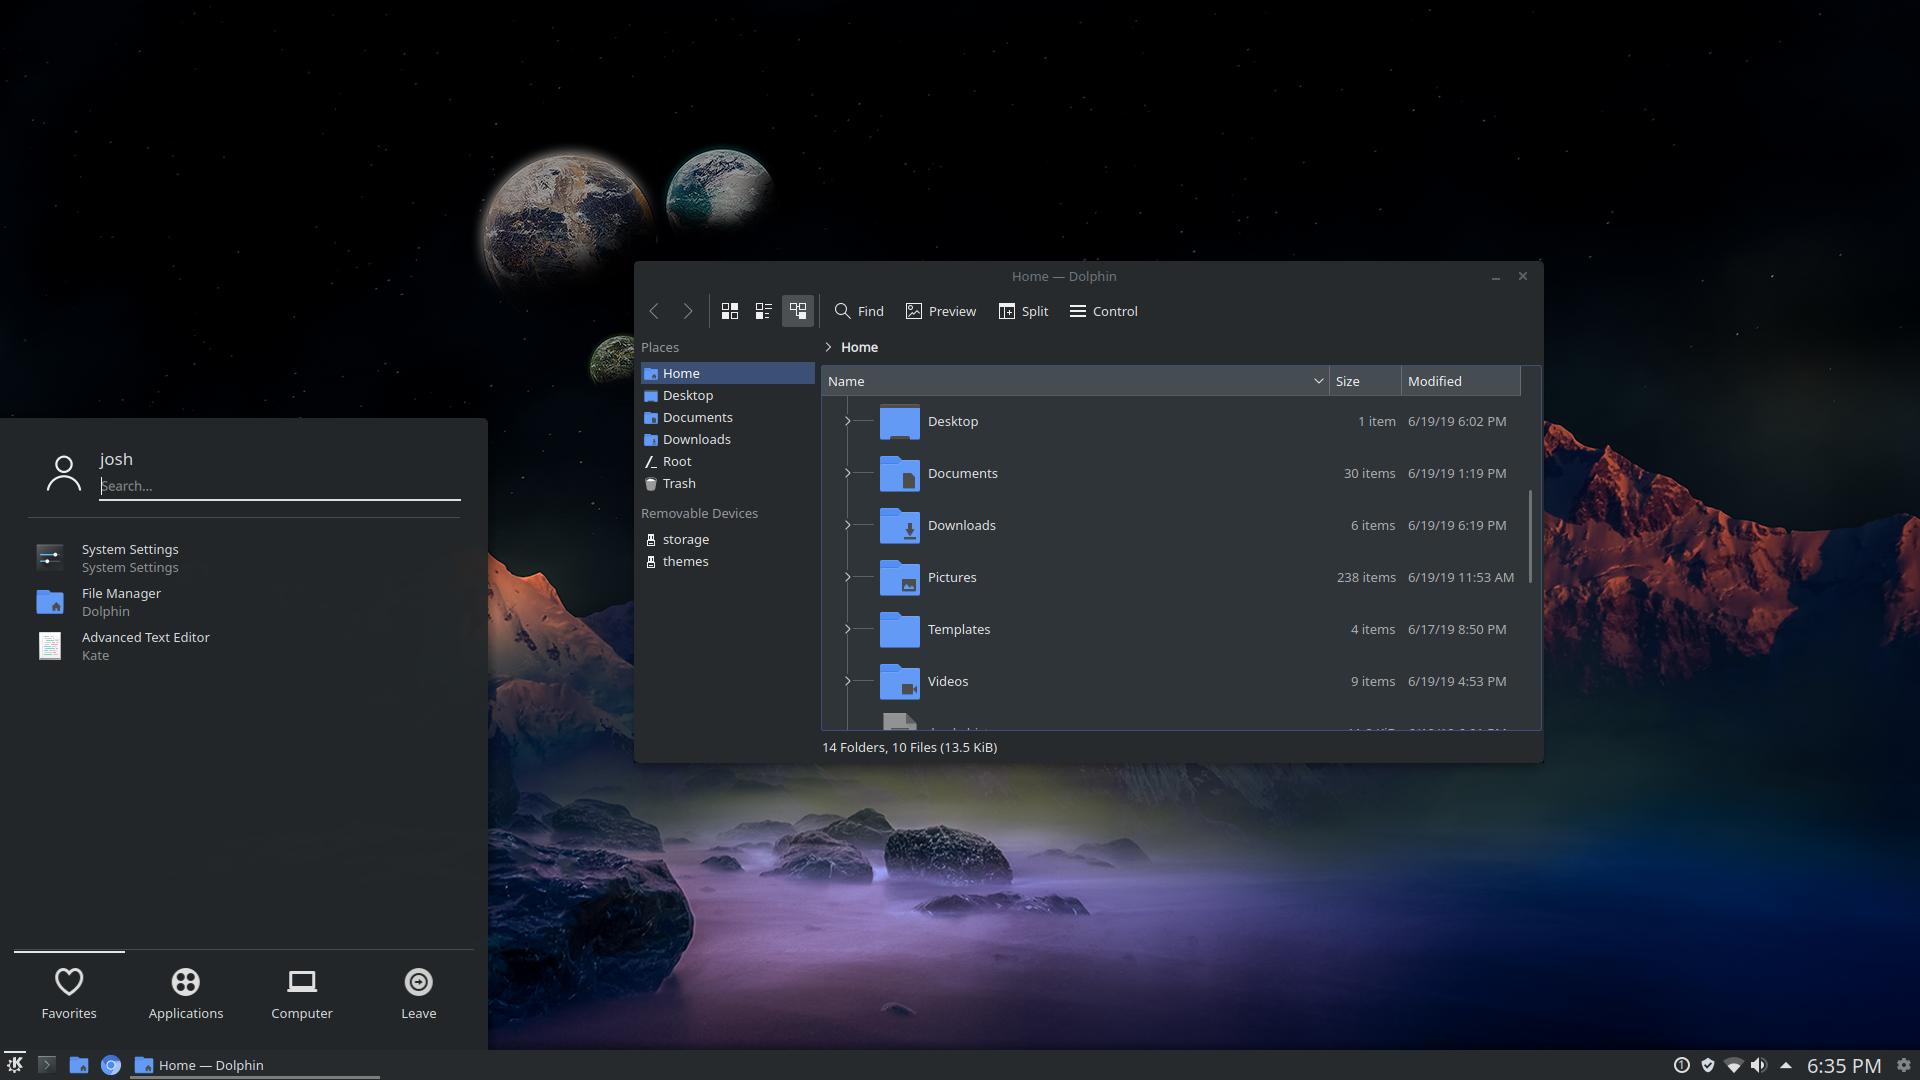 Home — Dolphin
Find
Preview
Split
Control
Places
Home
Desktop
Documents
Downloads
Root
Trash
Removable Devices
storage
themes
Home
Name Size Modified
Desktop 1 item 6/19/19 6:02 PM
Documents 30 items 6/19/19 1:19 PM
Downloads 6 items 6/19/19 6:19 PM
Pictures 238 items 6/19/19 11:53 AM
Templates 4 items 6/17/19 8:50 PM
Videos 9 items 6/19/19 4:53 PM
14 Folders, 10 Files (13.5 KiB)
josh
Search...
System Settings
System Settings
File Manager
Dolphin
Advanced Text Editor
Kate
Favorites
Applications
Computer
Leave
Home — Dolphin
6:35 PM